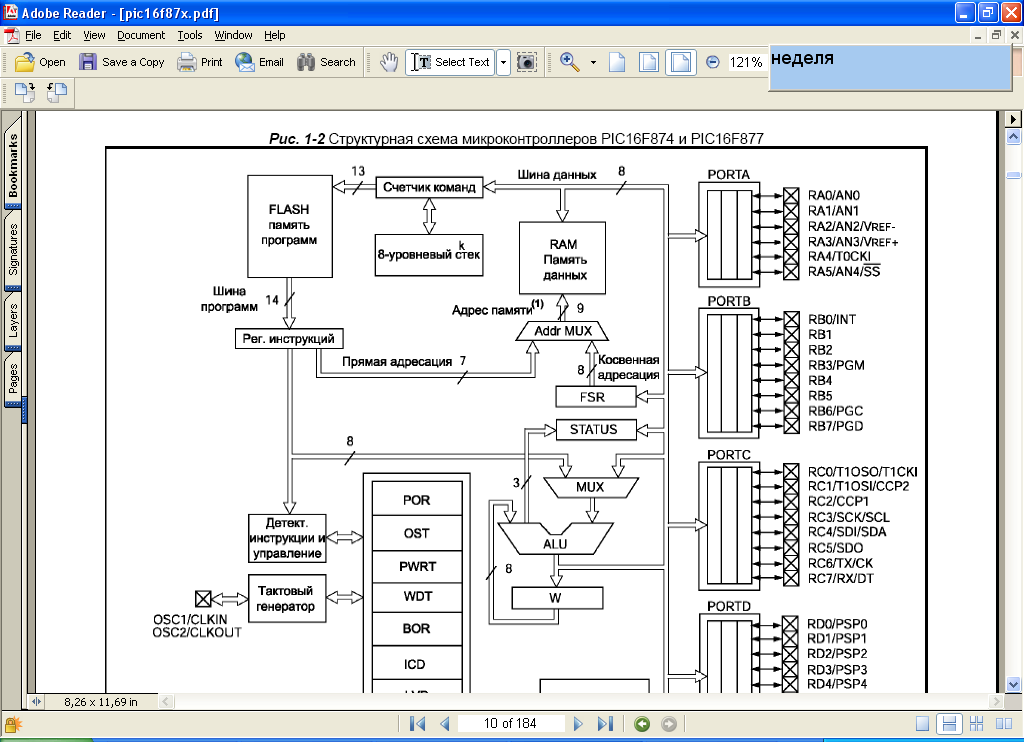 Adobe Reader - [pic16f87x.pdf]
File Edit View Document Tools Window Help
Open Save a Copy Print Email Search Select Text 121%
неделя
Bookmarks
Signatures
Layers
Pages
Рис. 1-2 Структурная схема микроконтроллеров PIC16F874 и PIC16F877
FLASH
память
программ
13
Счетчик команд
8-уровневый стек
k
Шина данных
8
RAM
Память
данных
Шина
программ
14
Адрес памяти(1)
9
Рег. инструкций
Addr MUX
Прямая адресация 7
8
Косвенная
адресация
FSR
STATUS
8
3
MUX
ALU
8
W
Детект.
инструкции и
управление
Тактовый
генератор
OSC1/CLKIN
OSC2/CLKOUT
POR
OST
PWRT
WDT
BOR
ICD
PORTA
RA0/AN0
RA1/AN1
RA2/AN2/VREF-
RA3/AN3/VREF+
RA4/T0CKI
RA5/AN4/SS
PORTB
RB0/INT
RB1
RB2
RB3/PGM
RB4
RB5
RB6/PGC
RB7/PGD
PORTC
RC0/T1OSO/T1CKI
RC1/T1OSI/CCP2
RC2/CCP1
RC3/SCK/SCL
RC4/SDI/SDA
RC5/SDO
RC6/TX/CK
RC7/RX/DT
PORTD
RD0/PSP0
RD1/PSP1
RD2/PSP2
RD3/PSP3
RD4/PSP4
8,26 x 11,69 in
10 of 184